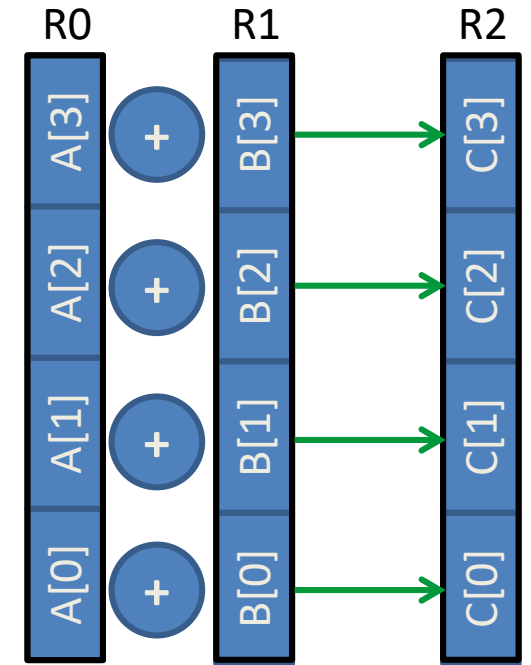 R0 R1 R2
A[3] + B[3] C[3]
A[2] + B[2] C[2]
A[1] + B[1] C[1]
A[0] + B[0] C[0]